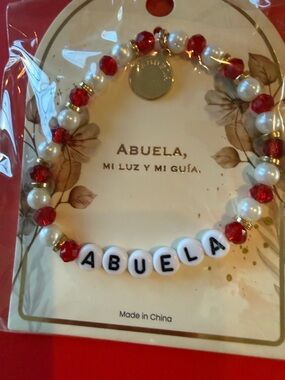 ABUELA,
MI LUZ Y MI GUÍA.
ABUELA
Made in China